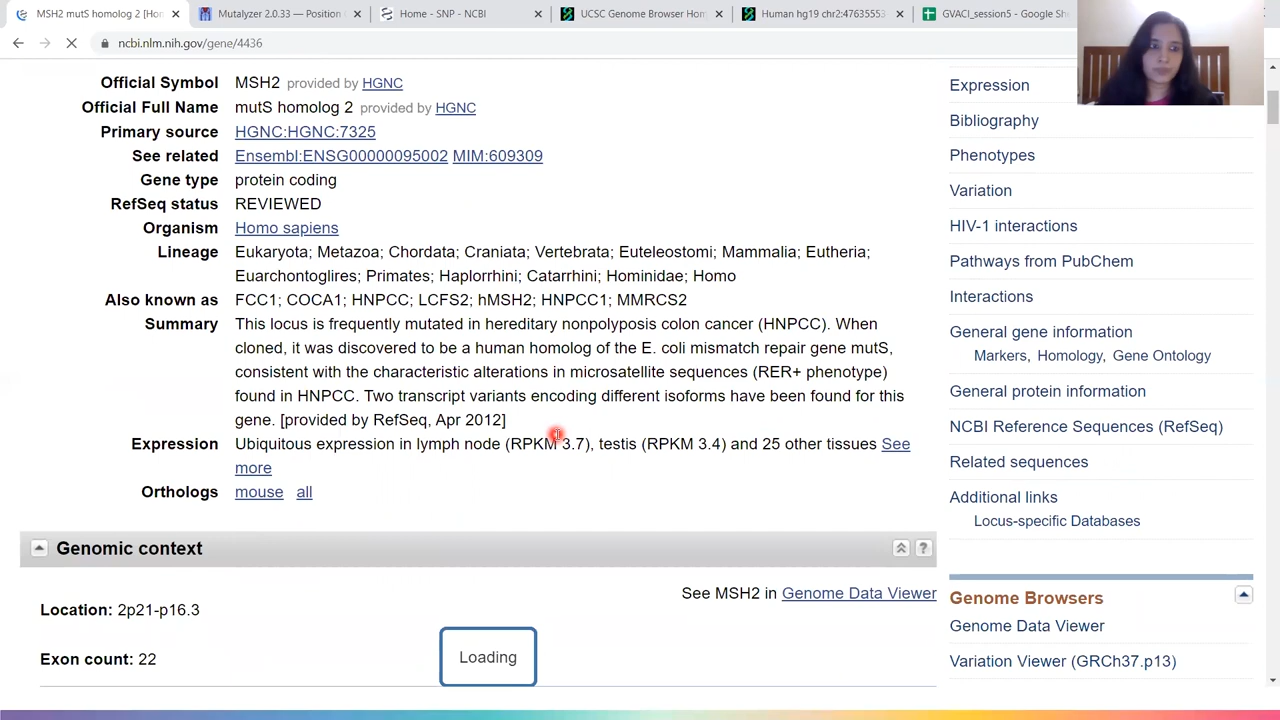 MSH2 mutS homolog 2 [Hom
Mutalyzer 2.0.33 — Position
Home - SNP - NCBI
UCSC Genome Browser Hom
Human hg19 chr2:47635553
GVACI_session5 - Google She
ncbi.nlm.nih.gov/gene/4436
Official Symbol MSH2 provided by HGNC
Official Full Name mutS homolog 2 provided by HGNC
Primary source HGNC:HGNC:7325
See related Ensembl:ENSG00000095002 MIM:609309
Gene type protein coding
RefSeq status REVIEWED
Organism Homo sapiens
Lineage Eukaryota; Metazoa; Chordata; Craniata; Vertebrata; Euteleostomi; Mammalia; Eutheria;
Euarchontoglires; Primates; Haplorrhini; Catarrhini; Hominidae; Homo
Also known as FCC1; COCA1; HNPCC; LCFS2; hMSH2; HNPCC1; MMRCS2
Summary This locus is frequently mutated in hereditary nonpolyposis colon cancer (HNPCC). When
cloned, it was discovered to be a human homolog of the E. coli mismatch repair gene mutS,
consistent with the characteristic alterations in microsatellite sequences (RER+ phenotype)
found in HNPCC. Two transcript variants encoding different isoforms have been found for this
gene. [provided by RefSeq, Apr 2012]
Expression Ubiquitous expression in lymph node (RPKM 3.7), testis (RPKM 3.4) and 25 other tissues See
more
Orthologs mouse all
Genomic context
?
See MSH2 in Genome Data Viewer
Location: 2p21-p16.3
Exon count: 22
Loading
Expression
Bibliography
Phenotypes
Variation
HIV-1 interactions
Pathways from PubChem
Interactions
General gene information
Markers, Homology, Gene Ontology
General protein information
NCBI Reference Sequences (RefSeq)
Related sequences
Additional links
Locus-specific Databases
Genome Browsers
Genome Data Viewer
Variation Viewer (GRCh37.p13)